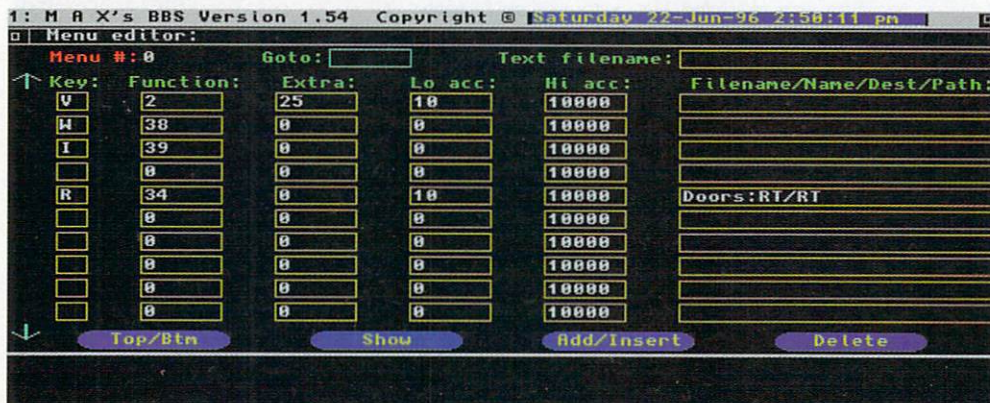 1: M A X's BBS Version 1.54 Copyright © Saturday 22-Jun-96 2:50:11 pm
Menu editor:
Menu #:0 Goto: Text filename:
Key: Function: Extra: Lo acc: Hi acc: Filename/Name/Dest/Path:
V 2 25 10 10000
W 38 0 0 10000
I 39 0 0 10000
0 0 0 10000
R 34 0 10 10000 Doors:RT/RT
0 0 0 10000
0 0 0 10000
0 0 0 10000
0 0 0 10000
0 0 0 10000
Top/Btm Show Add/Insert Delete